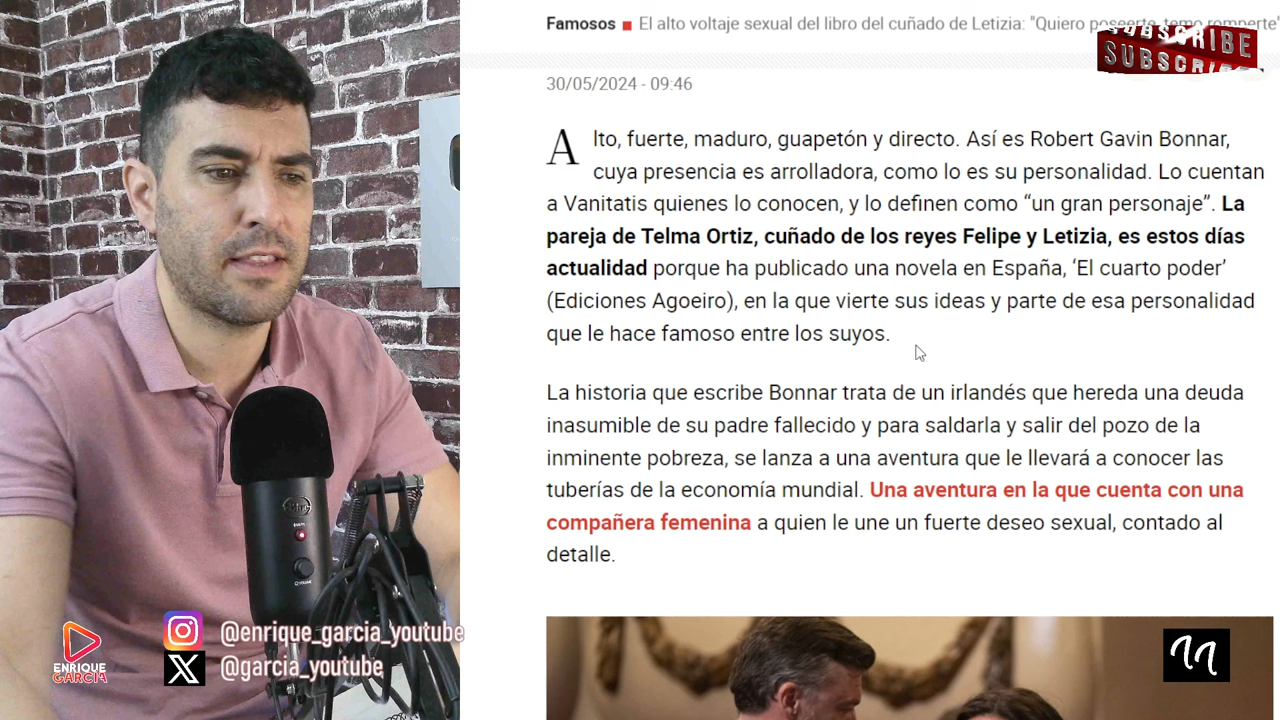 Famosos El alto voltaje sexual del libro del cuñado de Letizia: "Quiero poseerte, temo romperte"
SUBSCRIBE
SUBSCRIBE
30/05/2024 - 09:46
Alto, fuerte, maduro, guapetón y directo. Así es Robert Gavin Bonnar,
cuya presencia es arrolladora, como lo es su personalidad. Lo cuentan
a Vanitatis quienes lo conocen, y lo definen como “un gran personaje”. La
pareja de Telma Ortiz, cuñado de los reyes Felipe y Letizia, es estos días
actualidad porque ha publicado una novela en España, ‘El cuarto poder’
(Ediciones Agoeiro), en la que vierte sus ideas y parte de esa personalidad
que le hace famoso entre los suyos.
La historia que escribe Bonnar trata de un irlandés que hereda una deuda
inasumible de su padre fallecido y para saldarla y salir del pozo de la
inminente pobreza, se lanza a una aventura que le llevará a conocer las
tuberías de la economía mundial. Una aventura en la que cuenta con una
compañera femenina a quien le une un fuerte deseo sexual, contado al
detalle.
@enrique_garcia_youtube
@garcia_youtube
ENRIQUE
GARCIA